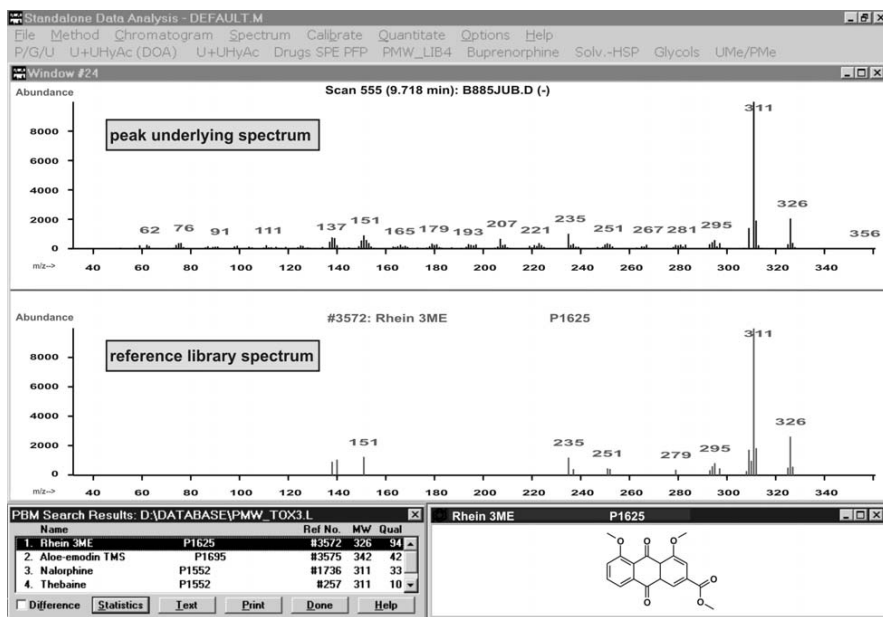 Standalone Data Analysis - DEFAULT.M
File Method Chromatogram Spectrum Calibrate Quantitate Options Help
P/G/U U+UHyAc (DOA) U+UHyAc Drugs SPE PFP PMW_LIB4 Buprenorphine Solv.-HSP Glycols UMe/PMe
Window #24
Abundance
Scan 555 (9.718 min): B885JUB.D (-)
311
8000
peak underlying spectrum
6000
4000
2000
62 76 91 111 137 151 165 179 193 207 221 235 251 267 281 295 326 356
0
m/z--> 40 60 80 100 120 140 160 180 200 220 240 260 280 300 320 340
Abundance
#3572: Rhein 3ME P1625
311
8000
reference library spectrum
6000
4000
2000
151 235 251 279 295 326
0
m/z--> 40 60 80 100 120 140 160 180 200 220 240 260 280 300 320 340
PBM Search Results: D:\DATABASE\PMW_TOX3.L
Name Ref No. MW Qual
1. Rhein 3ME P1625 #3572 326 94
2. Aloe-emodin TMS P1695 #3575 342 42
3. Nalorphine P1552 #1736 311 33
4. Thebaine P1552 #257 311 10
Difference Statistics Text Print Done Help
Rhein 3ME P1625
O O O
O
O O